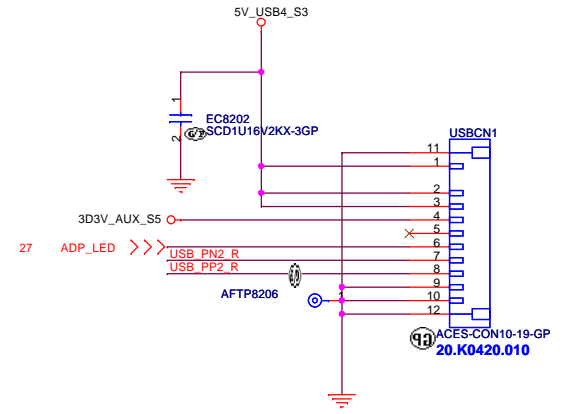 5V_USB4_S3
1
EC8202
SCD1U16V2KX-3GP
2
USBCN1
11
1
2
3
3D3V_AUX_S5
4
5
27 ADP_LED
6
USB_PN2_R
7
USB_PP2_R
8
9
AFTP8206
1
10
12
ACES-CON10-19-GP
20.K0420.010